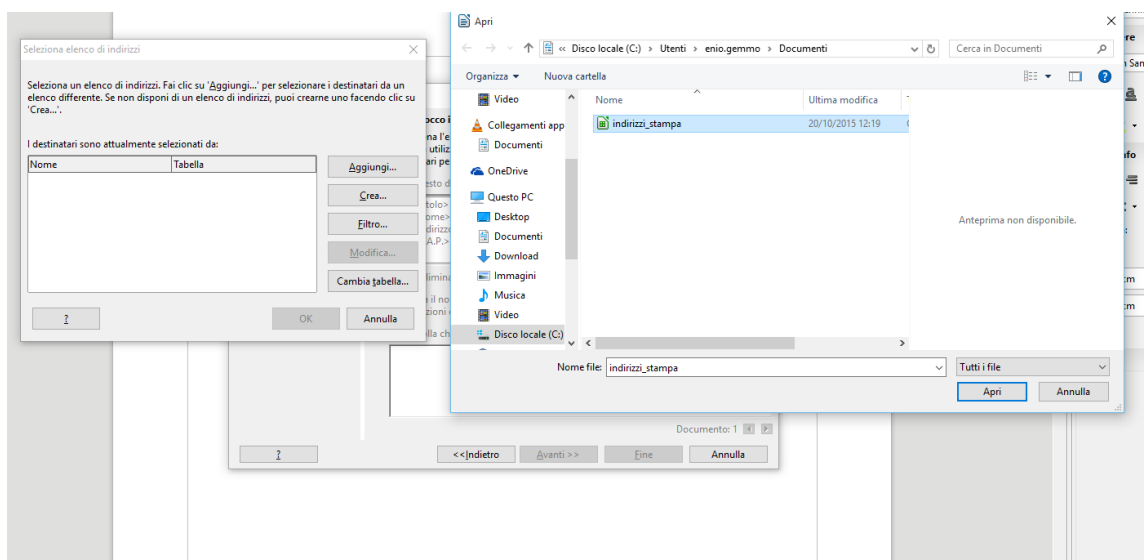 Seleziona elenco di indirizzi
Seleziona un elenco di indirizzi. Fai clic su 'Aggiungi...' per selezionare i destinatari da un
elenco differente. Se non disponi di un elenco di indirizzi, puoi crearne uno facendo clic su
'Crea...'.
I destinatari sono attualmente selezionati da:
Nome Tabella
Aggiungi...
Crea...
Filtro...
Modifica...
Cambia tabella...
? OK Annulla
Apri
« Disco locale (C:) › Utenti › enio.gemmo › Documenti
Cerca in Documenti
Organizza Nuova cartella
Video
Collegamenti app
Documenti
OneDrive
Questo PC
Desktop
Documenti
Download
Immagini
Musica
Video
Disco locale (C:)
Nome Ultima modifica
indirizzi_stampa 20/10/2015 12:19
Anteprima non disponibile.
Nome file: indirizzi_stampa Tutti i file
Apri Annulla
Documento: 1
? <<Indietro Avanti >> Fine Annulla